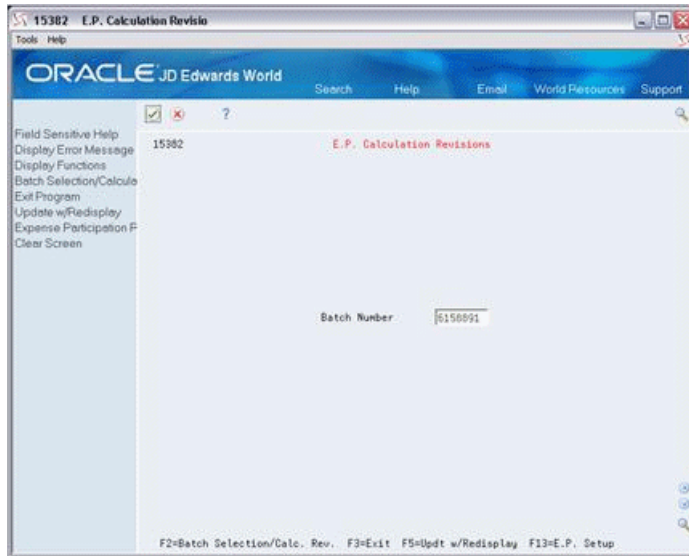 15382 E.P. Calculation Revisio
Tools Help
ORACLE JD Edwards World
Search Help Email World Resources Support
Field Sensitive Help
Display Error Message
Display Functions
Batch Selection/Calcula
Exit Program
Update w/Redisplay
Expense Participation F
Clear Screen
?
15382 E.P. Calculation Revisions
Batch Number 6158891
F2=Batch Selection/Calc. Rev. F3=Exit F5=Updt w/Redisplay F13=E.P. Setup